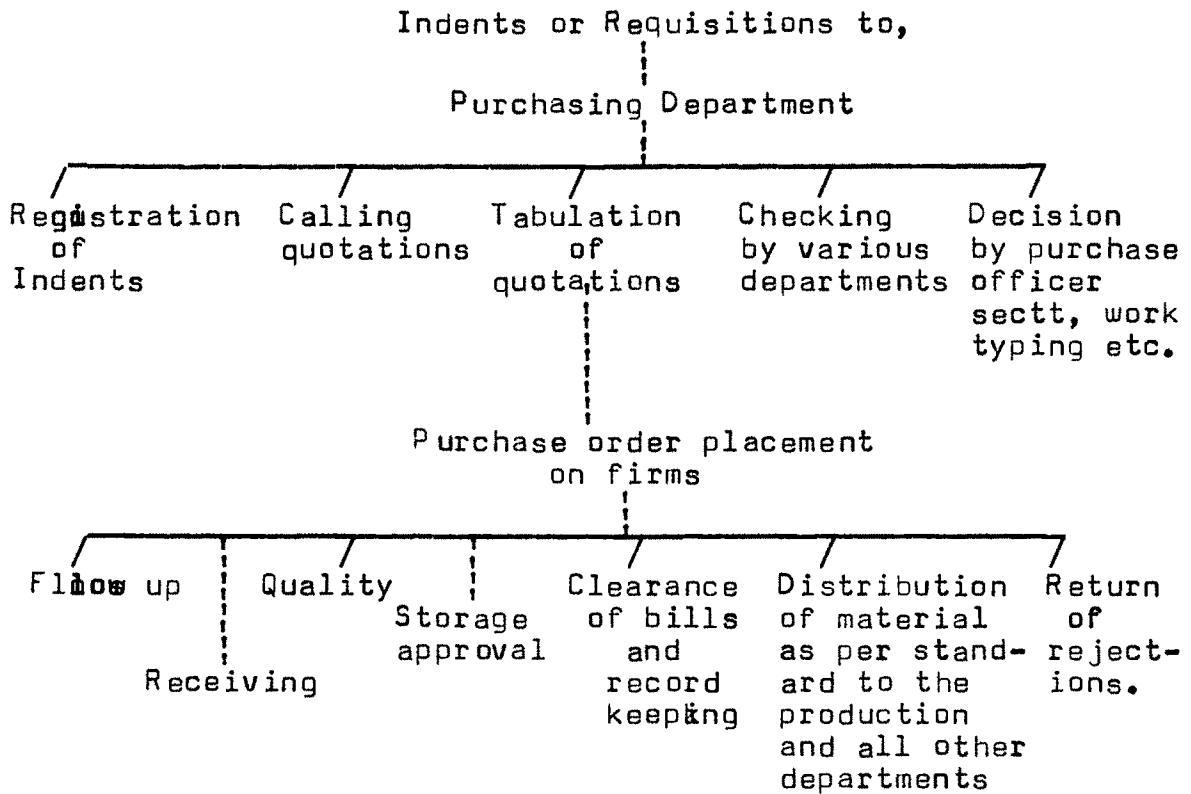 Indents or Requisitions to,
Purchasing Department
Registration
of
Indents
Calling
quotations
Tabulation
of
quotations
Checking
by various
departments
Decision
by purchase
officer
sectt, work
typing etc.
Purchase order placement
on firms
up
Receiving
Quality
Storage
approval
Clearance
of bills
and
record
keeping
Distribution
of material
as per stand-
ard to the
production
and all other
departments
Return
of
reject-
ions.